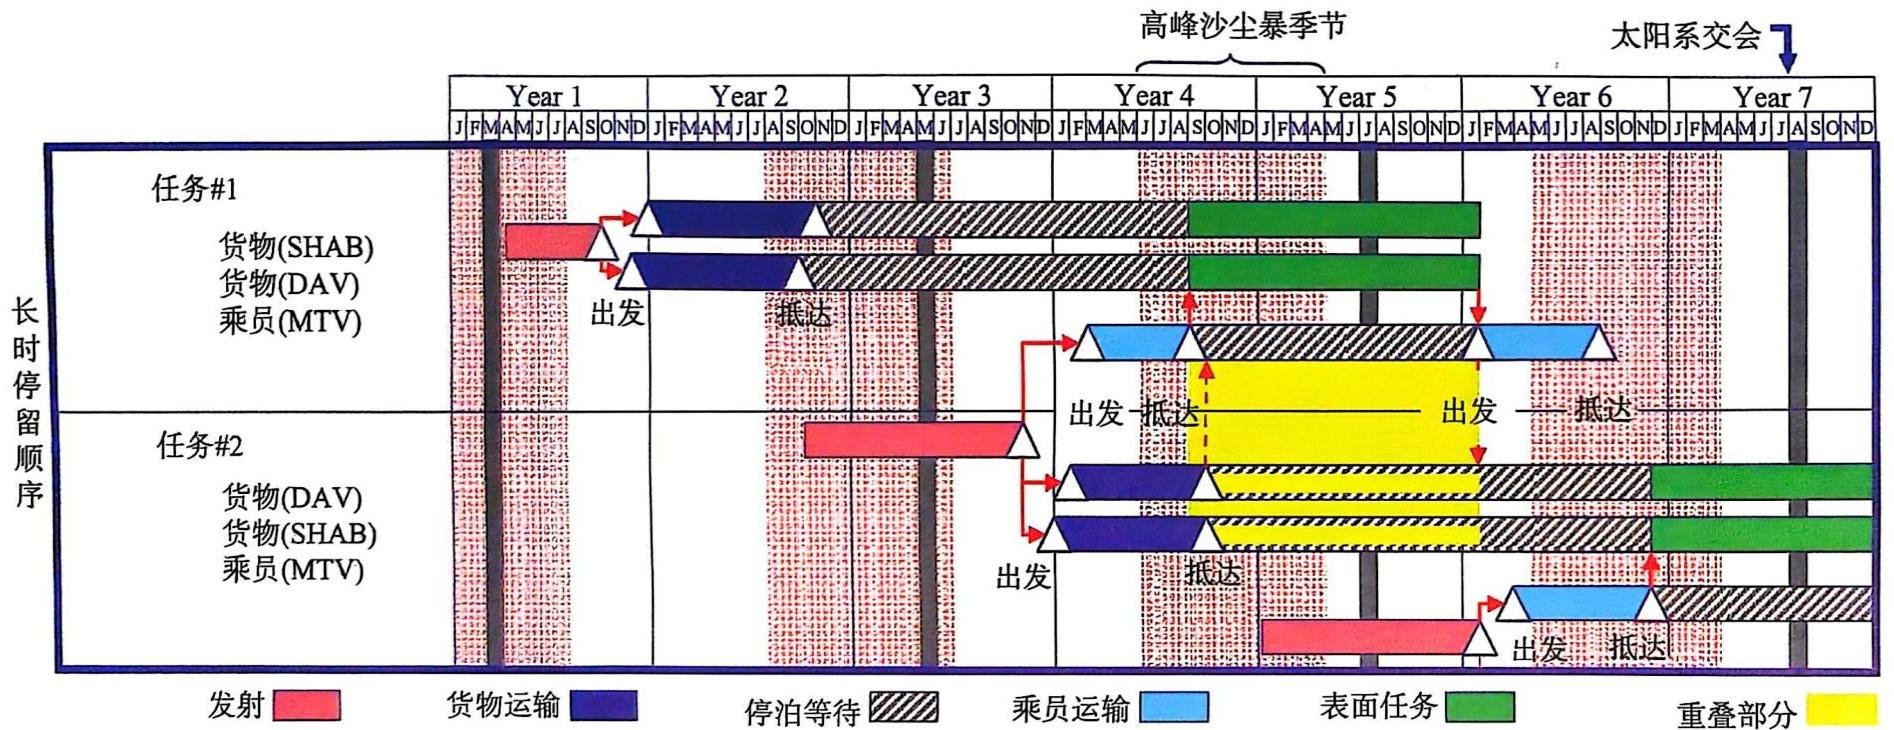 高峰沙尘暴季节
太阳系交会
Year 1 Year 2 Year 3 Year 4 Year 5 Year 6 Year 7
J F M A M J J A S O N D J F M A M J J A S O N D J F M A M J J A S O N D J F M A M J J A S O N D J F M A M J J A S O N D J F M A M J J A S O N D J F M A M J J A S O N D
长时停留顺序
任务#1
货物(SHAB)
货物(DAV)
乘员(MTV)
出发 抵达
出发 抵达 出发 抵达
任务#2
货物(DAV)
货物(SHAB)
乘员(MTV)
出发 抵达
出发 抵达
发射 货物运输 停泊等待 乘员运输 表面任务 重叠部分